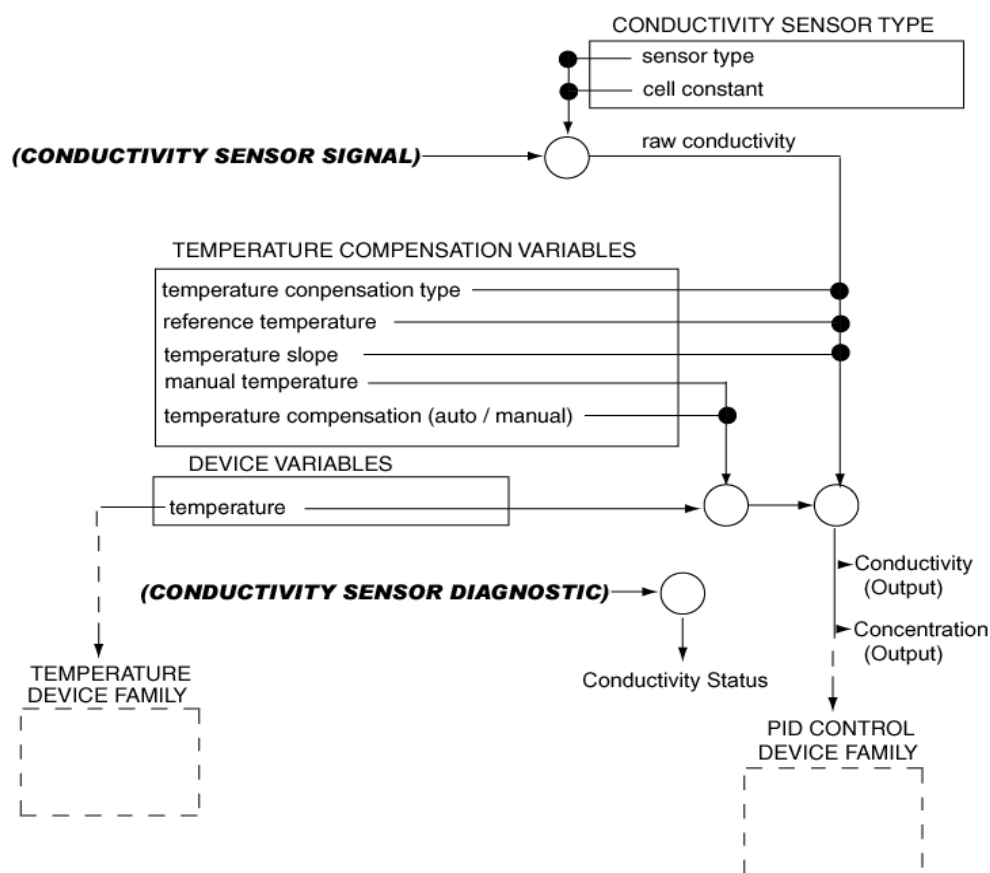 CONDUCTIVITY SENSOR TYPE
sensor type
cell constant
(CONDUCTIVITY SENSOR SIGNAL)
raw conductivity
TEMPERATURE COMPENSATION VARIABLES
temperature conpensation type
reference temperature
temperature slope
manual temperature
temperature compensation (auto / manual)
DEVICE VARIABLES
temperature
Conductivity
(Output)
(CONDUCTIVITY SENSOR DIAGNOSTIC)
Concentration
(Output)
TEMPERATURE
DEVICE FAMILY
Conductivity Status
PID CONTROL
DEVICE FAMILY